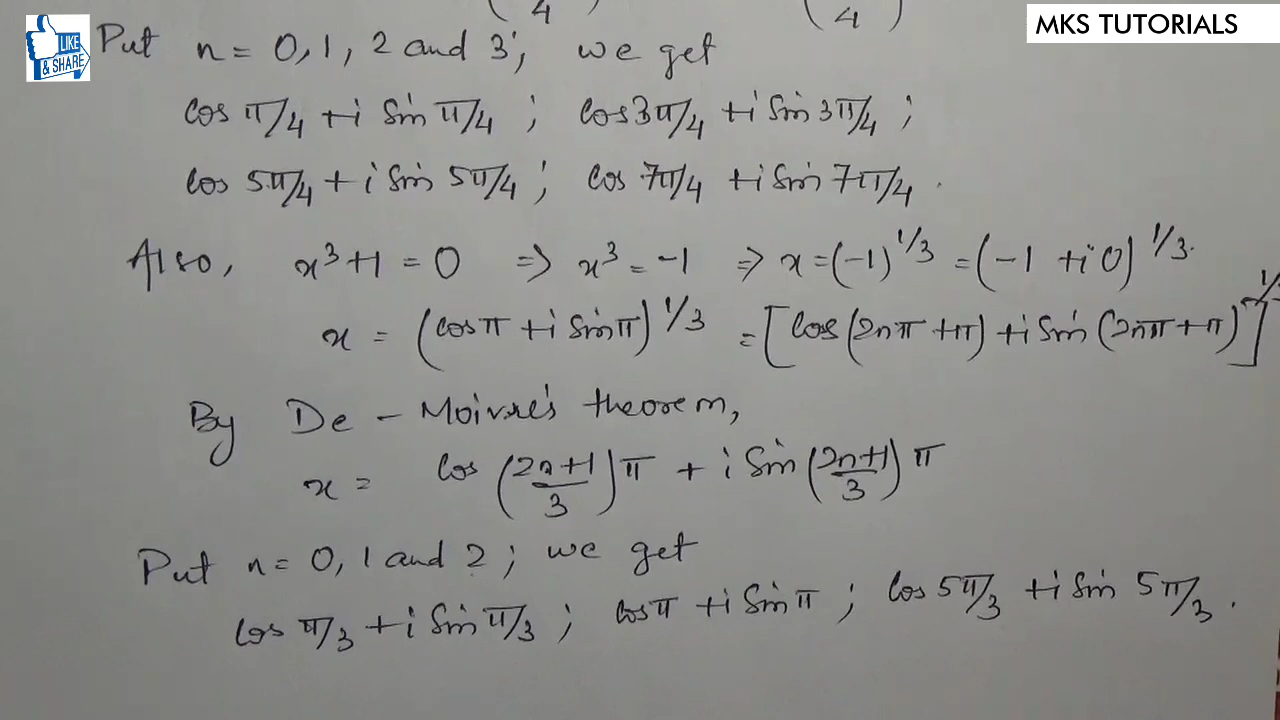 4 4
MKS TUTORIALS
LIKE
& SHARE
Put n = 0, 1, 2 and 3; we get
cos π/4 + i sin π/4 ; cos 3π/4 + i sin 3π/4 ;
cos 5π/4 + i sin 5π/4 ; cos 7π/4 + i sin 7π/4 .
Also, x³ + 1 = 0 ⇒ x³ = -1 ⇒ x = (-1)^1/3 = (-1 + i0)^1/3.
x = (cos π + i sin π)^1/3 = [cos (2nπ + π) + i sin (2nπ + π)]^1/
By De - Moivre's theorem,
x = cos ((2n+1)/3) π + i sin ((2n+1)/3) π
Put n = 0, 1 and 2 ; we get
cos π/3 + i sin π/3 ; cos π + i sin π ; cos 5π/3 + i sin 5π/3 .